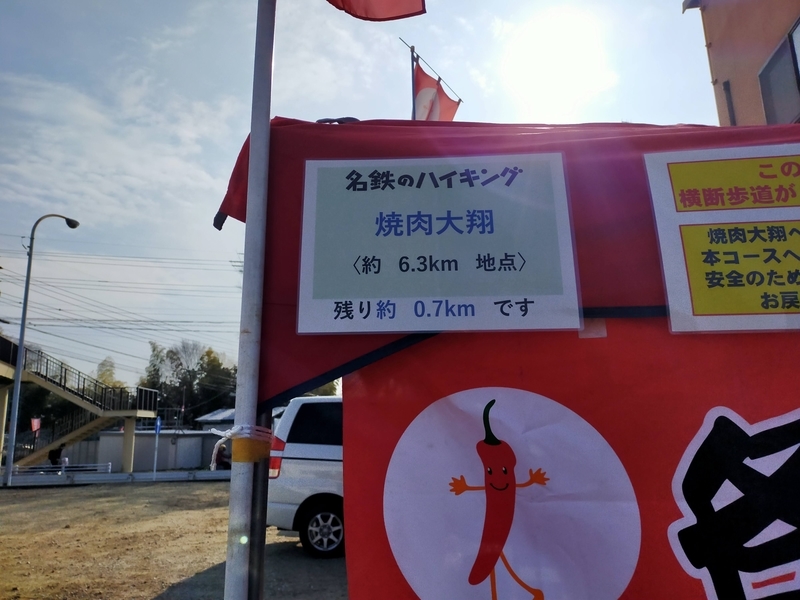 名鉄のハイキング
焼肉大翔
〈約 6.3km 地点〉
残り約 0.7km です
この
横断歩道が
焼肉大翔へ
本コースへ
安全のため
お戻